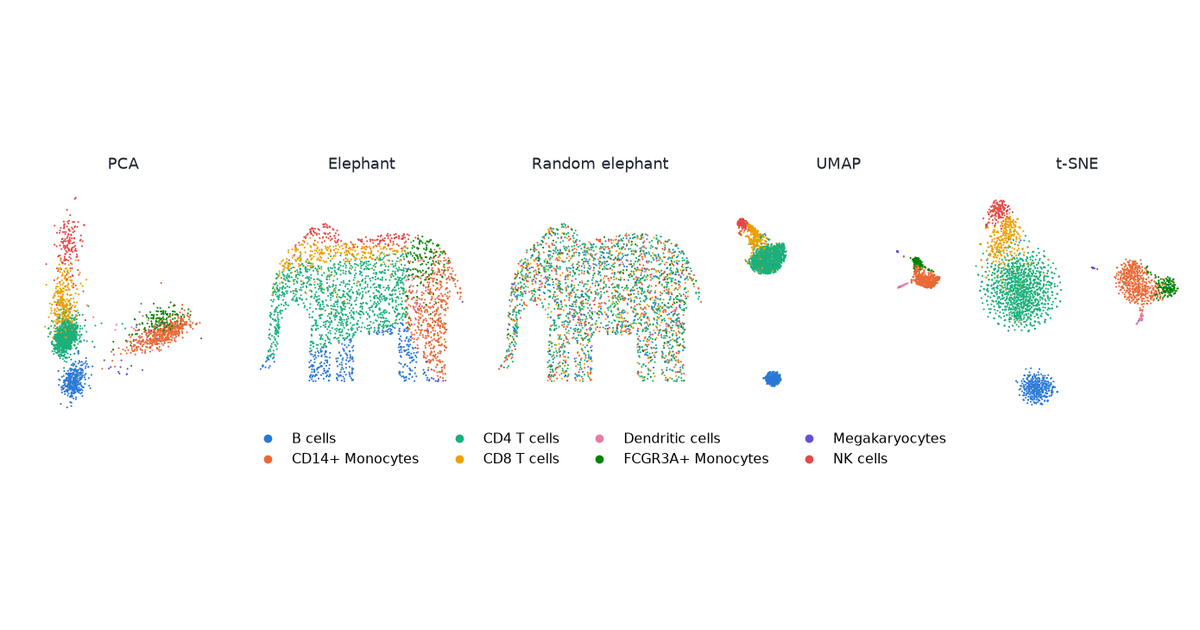 PCA
Elephant
Random elephant
UMAP
t-SNE
B cells
CD14+ Monocytes
CD4 T cells
CD8 T cells
Dendritic cells
FCGR3A+ Monocytes
Megakaryocytes
NK cells